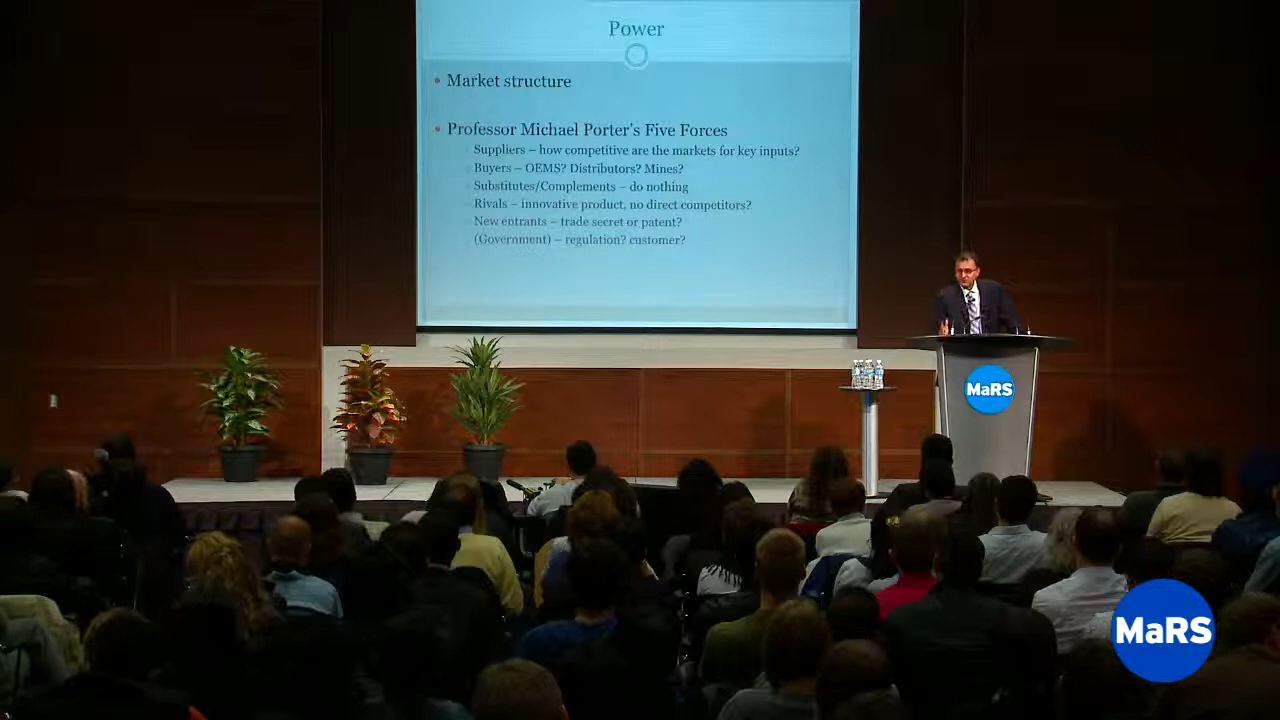 Power
Market structure
Professor Michael Porter's Five Forces
Suppliers – how competitive are the markets for key inputs?
Buyers – OEMS? Distributors? Mines?
Substitutes/Complements – do nothing
Rivals – innovative product, no direct competitors?
New entrants – trade secret or patent?
(Government) – regulation? customer?
MaRS
MaRS